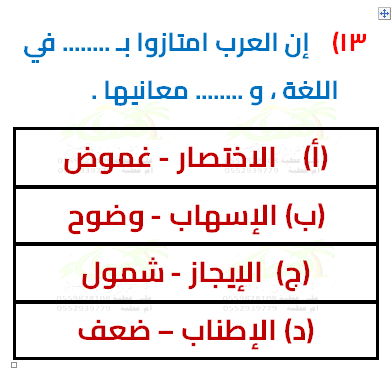 ١٣) إن العرب امتازوا بـ ........ في
اللغة ، و ........ معانيها .
(أ) الاختصار - غموض
(ب) الإسهاب - وضوح
(ج) الإيجاز - شمول
(د) الإطناب – ضعف